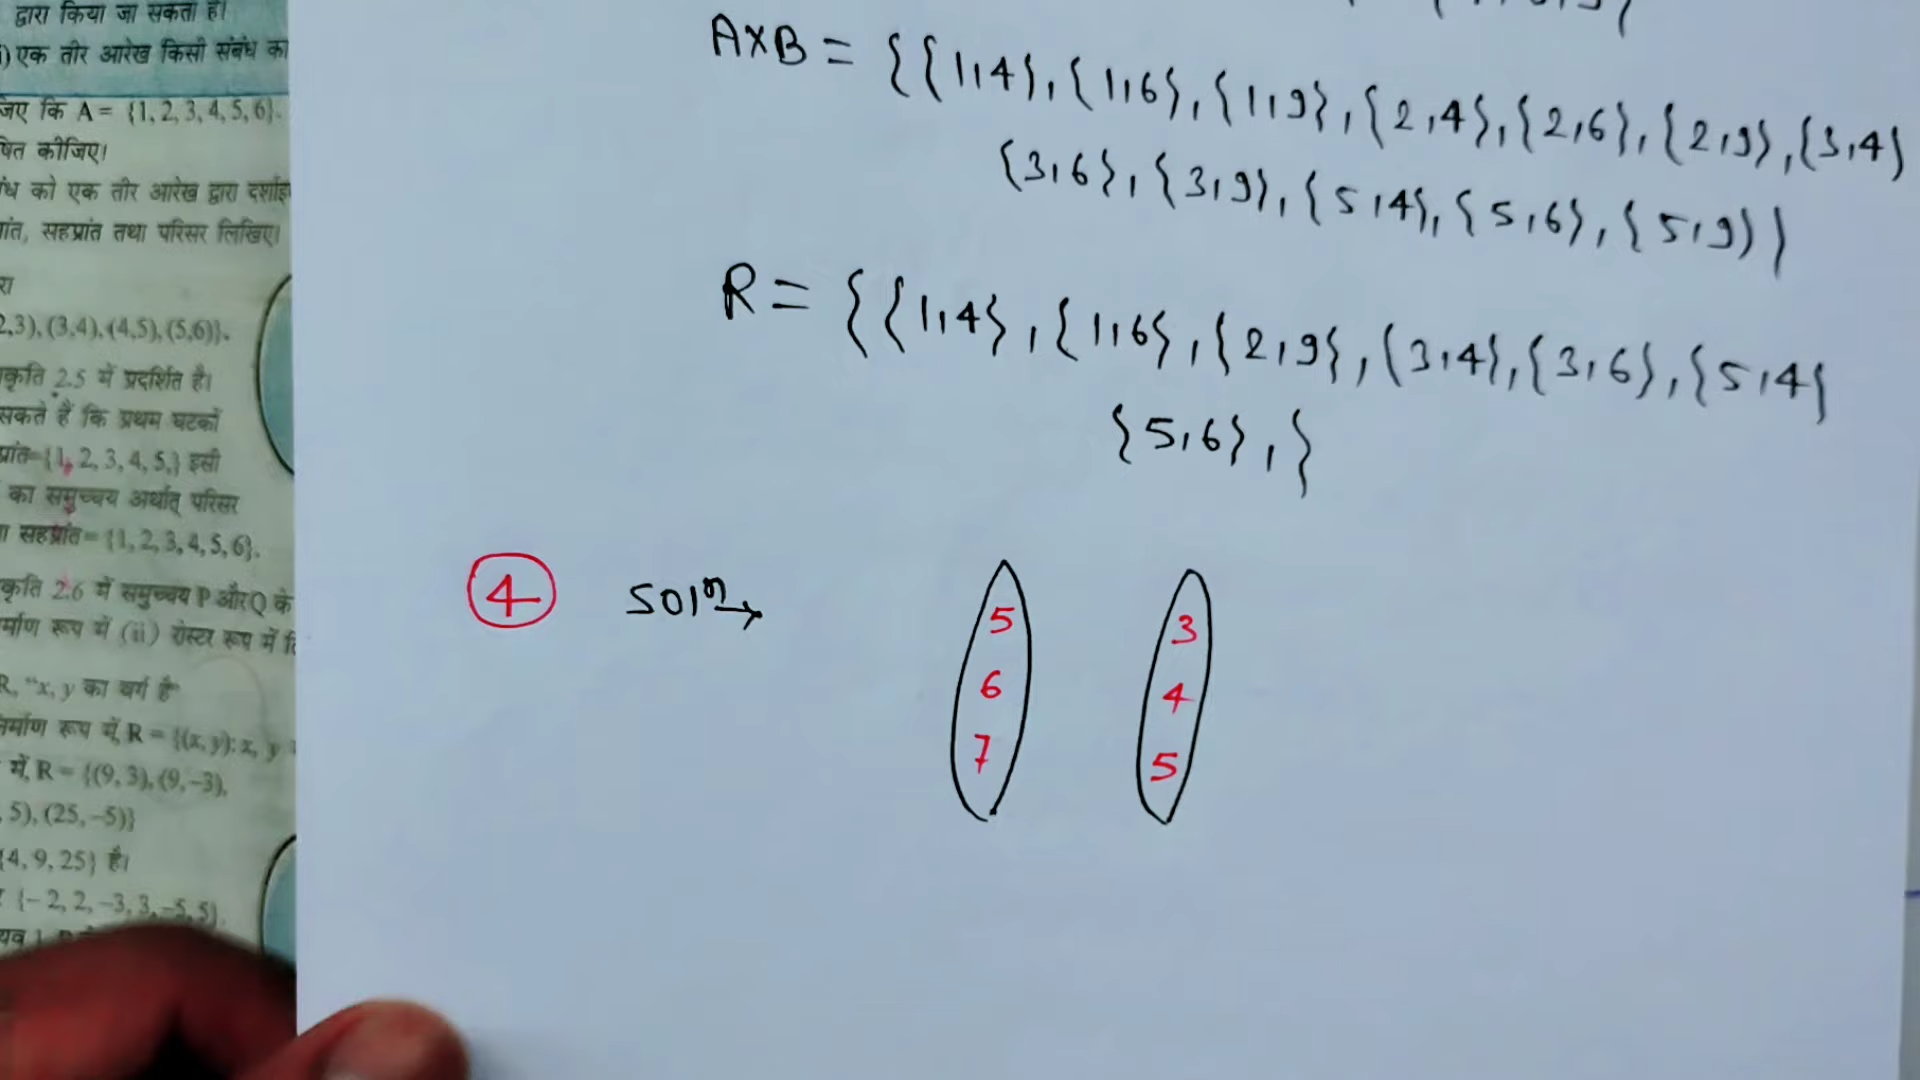 द्वारा किया जा सकता है।
एक तीर आरेख किसी संबंध का
कि A = {1, 2, 3, 4, 5, 6}.
कीजिए।
को एक तीर आरेख द्वारा
सहप्रांत तथा परिसर लिखिए।
2,3), (3,4), (4,5), (5,6)}.
2.5 में प्रदर्शित है।
सकते हैं कि प्रथम घटकों
{1, 2, 3, 4, 5,} इसी
का समुच्चय अर्थात् परिसर
सहप्रांत = {1, 2, 3, 4, 5, 6}.
2.6 में समुच्चय P और Q के
रूप में (ii) रोस्टर रूप में
R, "x, y का वर्ग है"
रूप में, R = {(x, y): x, y
में, R = {(9, 3), (9, –3),
5), (25, –5)}
{4, 9, 25} है।
{– 2, 2, –3, 3, –5, 5}.
A×B = {{1,4},{1,6},{1,9},{2,4},{2,6},{2,9},{3,4}
{3,6},{3,9},{5,4},{5,6},{5,9)}
R = {{1,4},{1,6},{2,9},(3,4},{3,6},{5,4}
{5,6},}
4 Solⁿ→
5 3
6 4
7 5